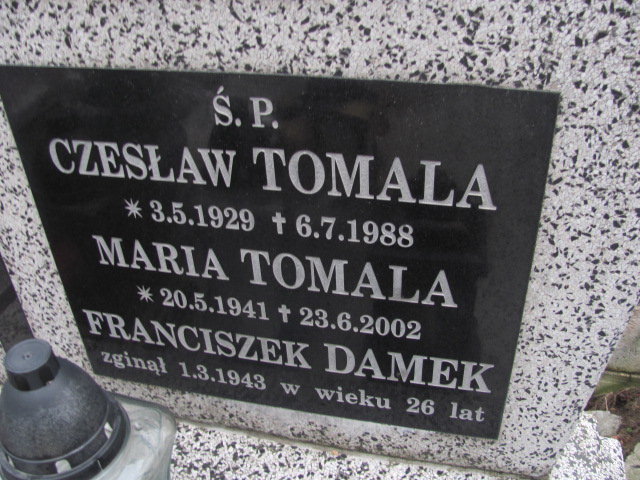 Ś. P.
CZESŁAW TOMALA
* 3.5.1929 † 6.7.1988
MARIA TOMALA
* 20.5.1941 † 23.6.2002
FRANCISZEK DAMEK
zginął 1.3.1943 w wieku 26 lat